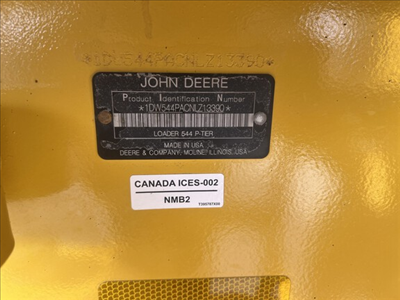 *1DW544PACNLZ13390*
JOHN DEERE
Product Identification Number
*1DW544PACNLZ13390*
LOADER 544 P-TIER
MADE IN USA
DEERE & COMPANY, MOLINE, ILLINOIS, USA
CANADA ICES-002
NMB2